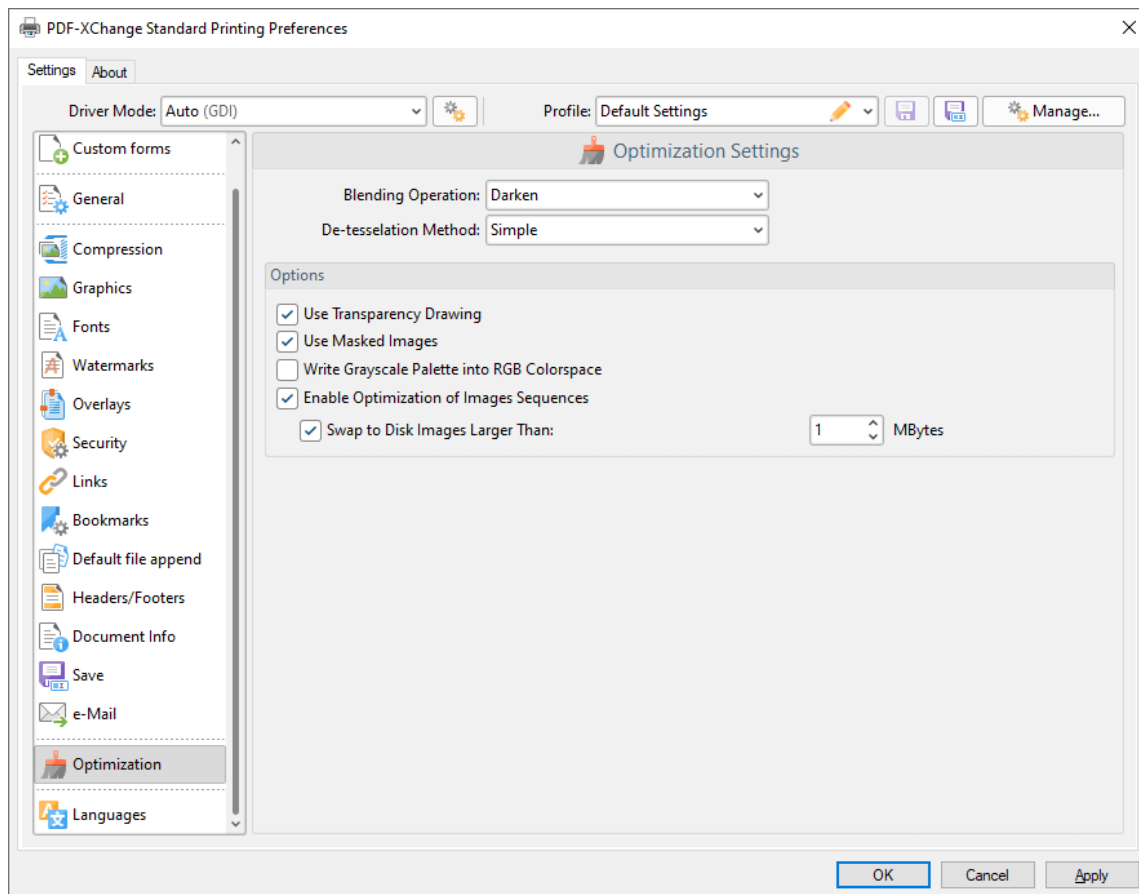 PDF-XChange Standard Printing Preferences
Settings About
Driver Mode: Auto (GDI) Profile: Default Settings Manage...
Custom forms
General
Compression
Graphics
Fonts
Watermarks
Overlays
Security
Links
Bookmarks
Default file append
Headers/Footers
Document Info
Save
e-Mail
Optimization
Languages
Optimization Settings
Blending Operation: Darken
De-tesselation Method: Simple
Options
Use Transparency Drawing
Use Masked Images
Write Grayscale Palette into RGB Colorspace
Enable Optimization of Images Sequences
Swap to Disk Images Larger Than: 1 MBytes
OK Cancel Apply